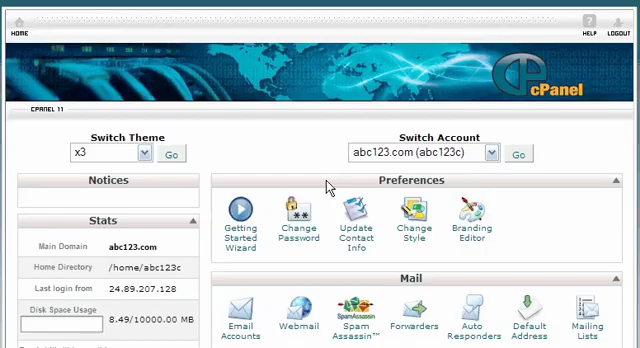 HOME
HELP
LOGOUT
cPanel
CPANEL 11
Switch Theme
x3
Go
Switch Account
abc123.com (abc123c)
Go
Notices
Stats
Main Domain abc123.com
Home Directory /home/abc123c
Last login from 24.89.207.128
Disk Space Usage
8.49/10000.00 MB
Preferences
Getting Started Wizard
Change Password
Update Contact Info
Change Style
Branding Editor
Mail
SpamAssassin
Email Accounts
Webmail
Spam Assassin™
Forwarders
Auto Responders
Default Address
Mailing Lists